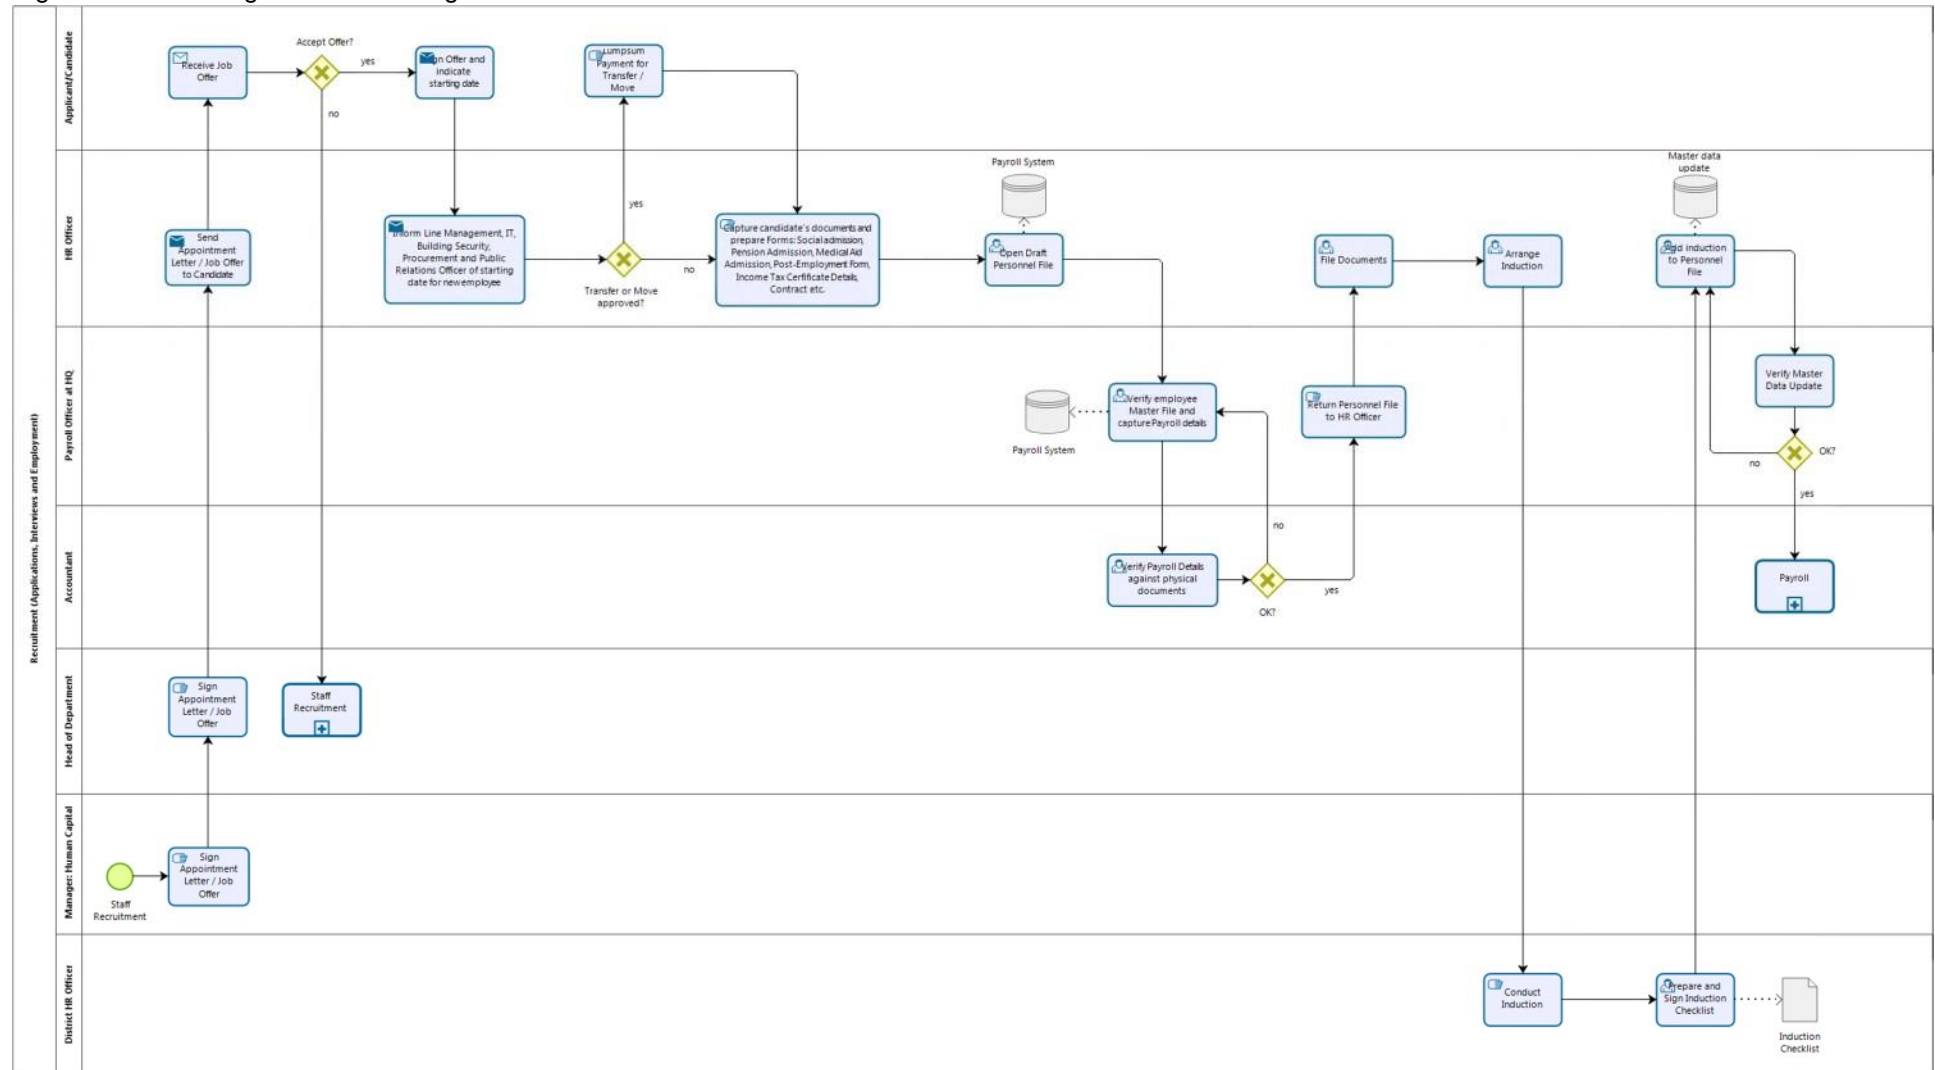 Recruitment (Applications, Interviews and Employment)
Applicant/Candidate
Receive Job
Offer
Accept Offer?
yes
no
gn Offer and
indicate
starting date
Lumpsum
Payment for
Transfer /
Move
HR Officer
Send
Appointment
Letter / Job Offer
to Candidate
Inform Line Management, IT,
Building Security,
Procurement and Public
Relations Officer of starting
date for new employee
yes
Transfer or Move
approved?
no
Capture candidate's documents and
prepare Forms: Social admission,
Pension Admission, Medical Aid
Admission, Post-Employment Form,
Income Tax Certificate Details,
Contract etc.
Payroll System
Open Draft
Personnel File
File Documents
Arrange
Induction
Master data
update
Add induction
to Personnel
File
Payroll Officer at HQ
Payroll System
Verify employee
Master File and
capture Payroll details
Return Personnel File
to HR Officer
Verify Master
Data Update
OK?
no
yes
Accountant
Verify Payroll Details
against physical
documents
no
OK?
yes
Payroll
Head of Department
Sign
Appointment
Letter / Job
Offer
Staff
Recruitment
Manager: Human Capital
Staff
Recruitment
Sign
Appointment
Letter / Job
Offer
District HR Officer
Conduct
Induction
Prepare and
Sign Induction
Checklist
Induction
Checklist